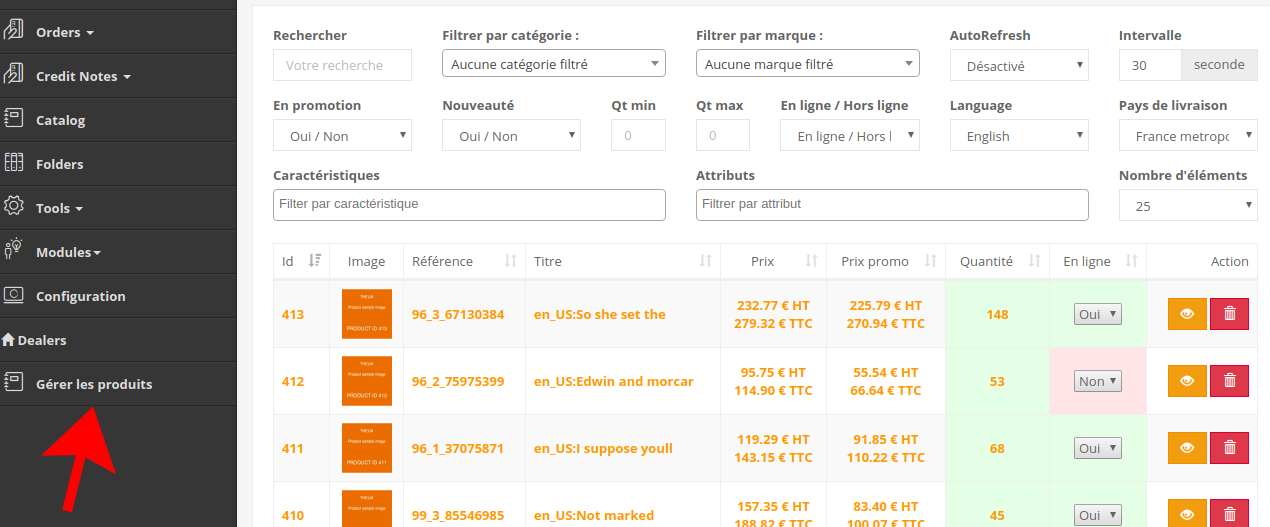 Orders
Credit Notes
Catalog
Folders
Tools
Modules
Configuration
Dealers
Gérer les produits
Rechercher
Votre recherche
Filtrer par catégorie :
Aucune catégorie filtré
Filtrer par marque :
Aucune marque filtré
AutoRefresh
Désactivé
Intervalle
30 seconde
En promotion
Oui / Non
Nouveauté
Oui / Non
Qt min
0
Qt max
0
En ligne / Hors ligne
En ligne / Hors l
Language
English
Pays de livraison
France metropo
Caractéristiques
Filter par caractéristique
Attributs
Filtrer par attribut
Nombre d'éléments
25
Id Image Référence Titre Prix Prix promo Quantité En ligne Action
THELIA
Product sample image
PRODUCT ID 413
413 96_3_67130384 en_US:So she set the 232.77 € HT 225.79 € HT 148 Oui
279.32 € TTC 270.94 € TTC
THELIA
Product sample image
PRODUCT ID 412
412 96_2_75975399 en_US:Edwin and morcar 95.75 € HT 55.54 € HT 53 Non
114.90 € TTC 66.64 € TTC
THELIA
Product sample image
PRODUCT ID 411
411 96_1_37075871 en_US:I suppose youll 119.29 € HT 91.85 € HT 68 Oui
143.15 € TTC 110.22 € TTC
THELIA
Product sample image
410 99_3_85546985 en_US:Not marked 157.35 € HT 83.40 € HT 45 Oui
188.82 € TTC 100.07 € TTC